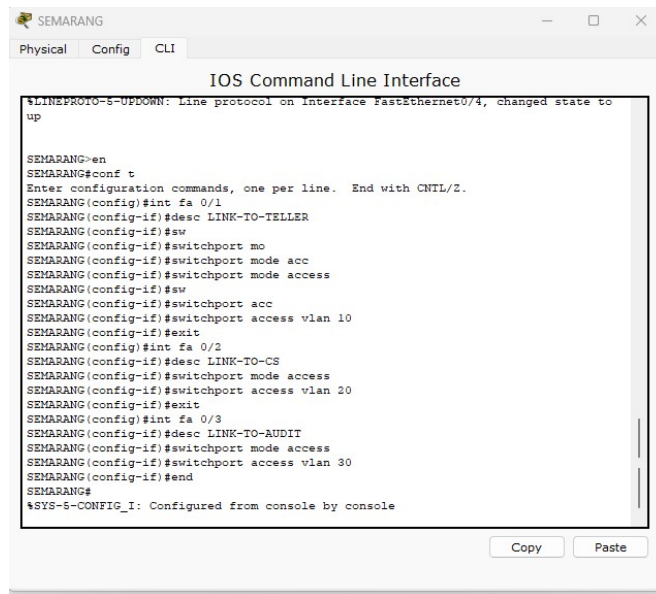 SEMARANG
Physical Config CLI
IOS Command Line Interface
%LINEPROTO-5-UPDOWN: Line protocol on Interface FastEthernet0/4, changed state to
up
SEMARANG>en
SEMARANG#conf t
Enter configuration commands, one per line.  End with CNTL/Z.
SEMARANG(config)#int fa 0/1
SEMARANG(config-if)#desc LINK-TO-TELLER
SEMARANG(config-if)#sw
SEMARANG(config-if)#switchport mo
SEMARANG(config-if)#switchport mode acc
SEMARANG(config-if)#switchport mode access
SEMARANG(config-if)#sw
SEMARANG(config-if)#switchport acc
SEMARANG(config-if)#switchport access vlan 10
SEMARANG(config-if)#exit
SEMARANG(config)#int fa 0/2
SEMARANG(config-if)#desc LINK-TO-CS
SEMARANG(config-if)#switchport mode access
SEMARANG(config-if)#switchport access vlan 20
SEMARANG(config-if)#exit
SEMARANG(config)#int fa 0/3
SEMARANG(config-if)#desc LINK-TO-AUDIT
SEMARANG(config-if)#switchport mode access
SEMARANG(config-if)#switchport access vlan 30
SEMARANG(config-if)#end
SEMARANG#
%SYS-5-CONFIG_I: Configured from console by console
Copy Paste